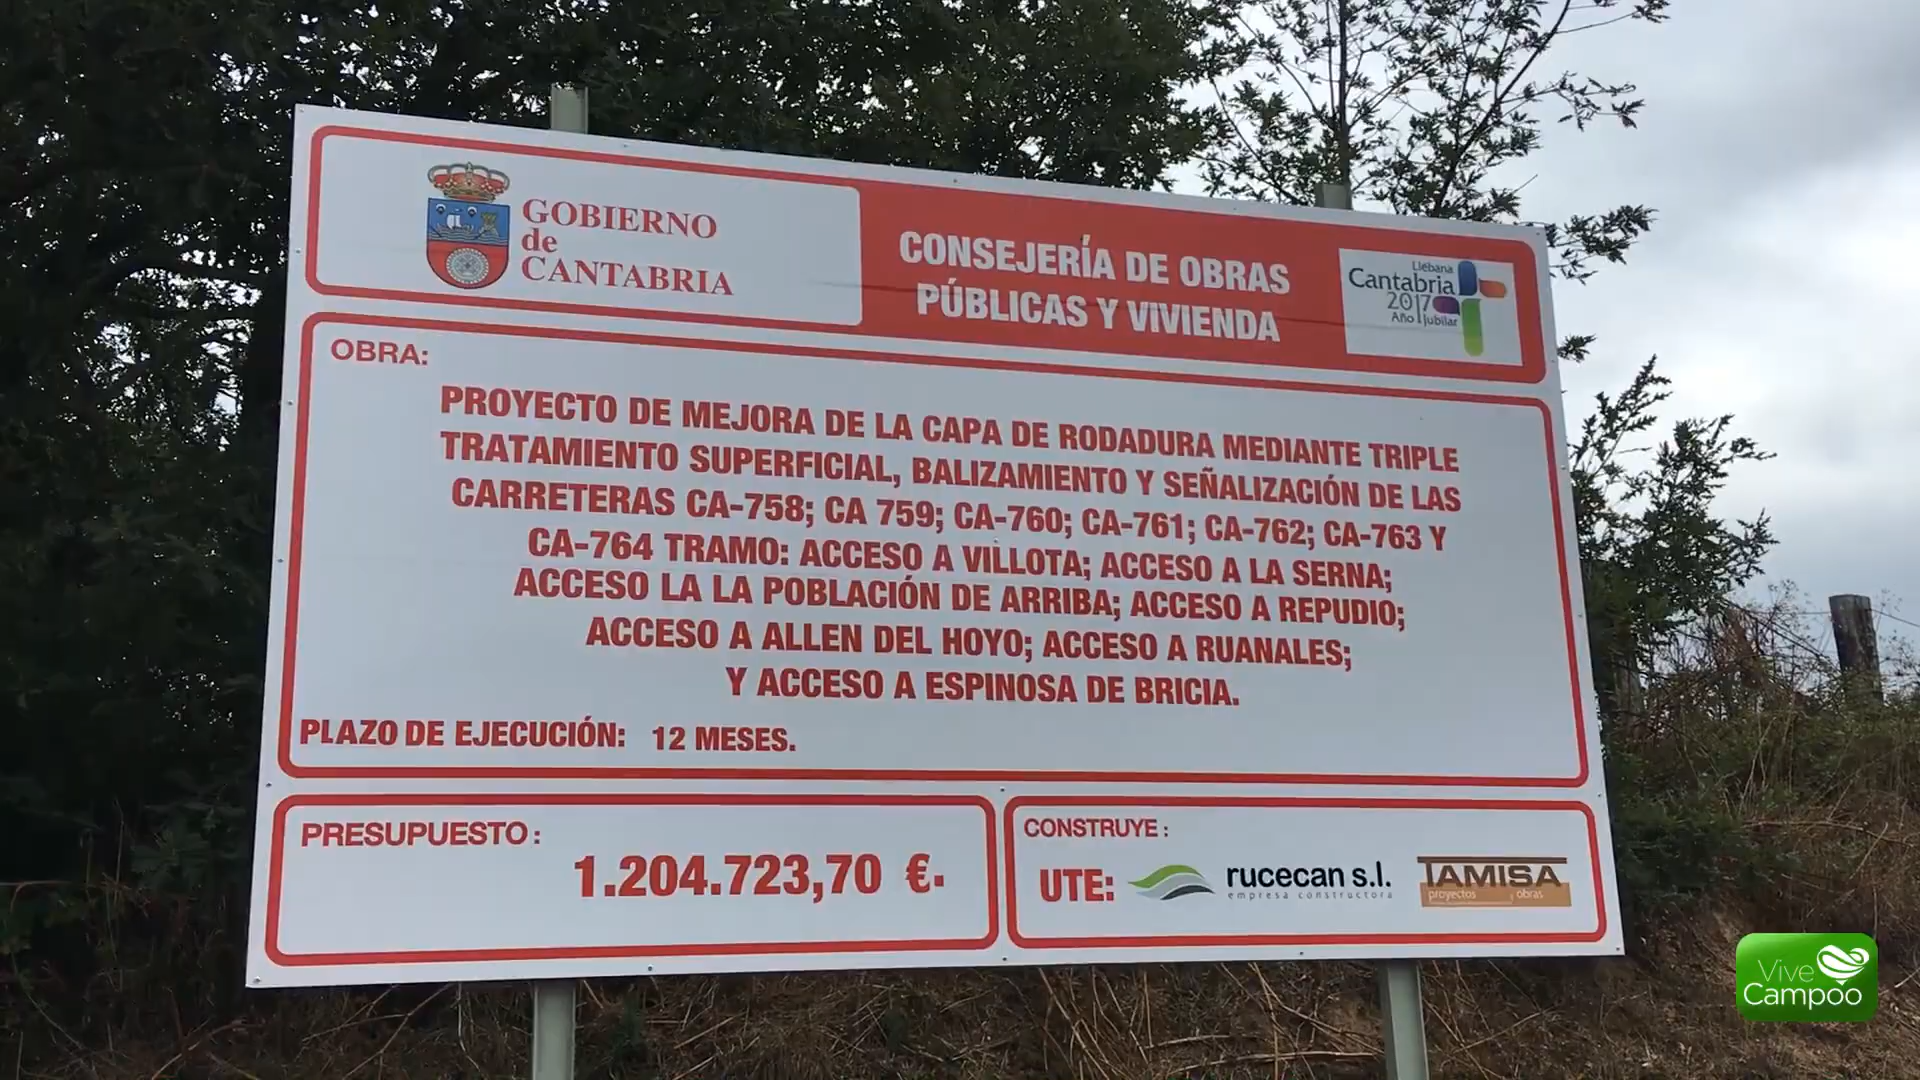 GOBIERNO
de
CANTABRIA
CONSEJERÍA DE OBRAS
PÚBLICAS Y VIVIENDA
Liébana
Cantabria
2017
Año Jubilar
OBRA:
PROYECTO DE MEJORA DE LA CAPA DE RODADURA MEDIANTE TRIPLE
TRATAMIENTO SUPERFICIAL, BALIZAMIENTO Y SEÑALIZACIÓN DE LAS
CARRETERAS CA-758; CA 759; CA-760; CA-761; CA-762; CA-763 Y
CA-764 TRAMO: ACCESO A VILLOTA; ACCESO A LA SERNA;
ACCESO LA LA POBLACIÓN DE ARRIBA; ACCESO A REPUDIO;
ACCESO A ALLEN DEL HOYO; ACCESO A RUANALES;
Y ACCESO A ESPINOSA DE BRICIA.
PLAZO DE EJECUCIÓN: 12 MESES.
PRESUPUESTO:
1.204.723,70 €.
CONSTRUYE:
UTE: rucecan s.l.
empresa constructora
TAMISA
proyectos y obras
Vive
Campoo